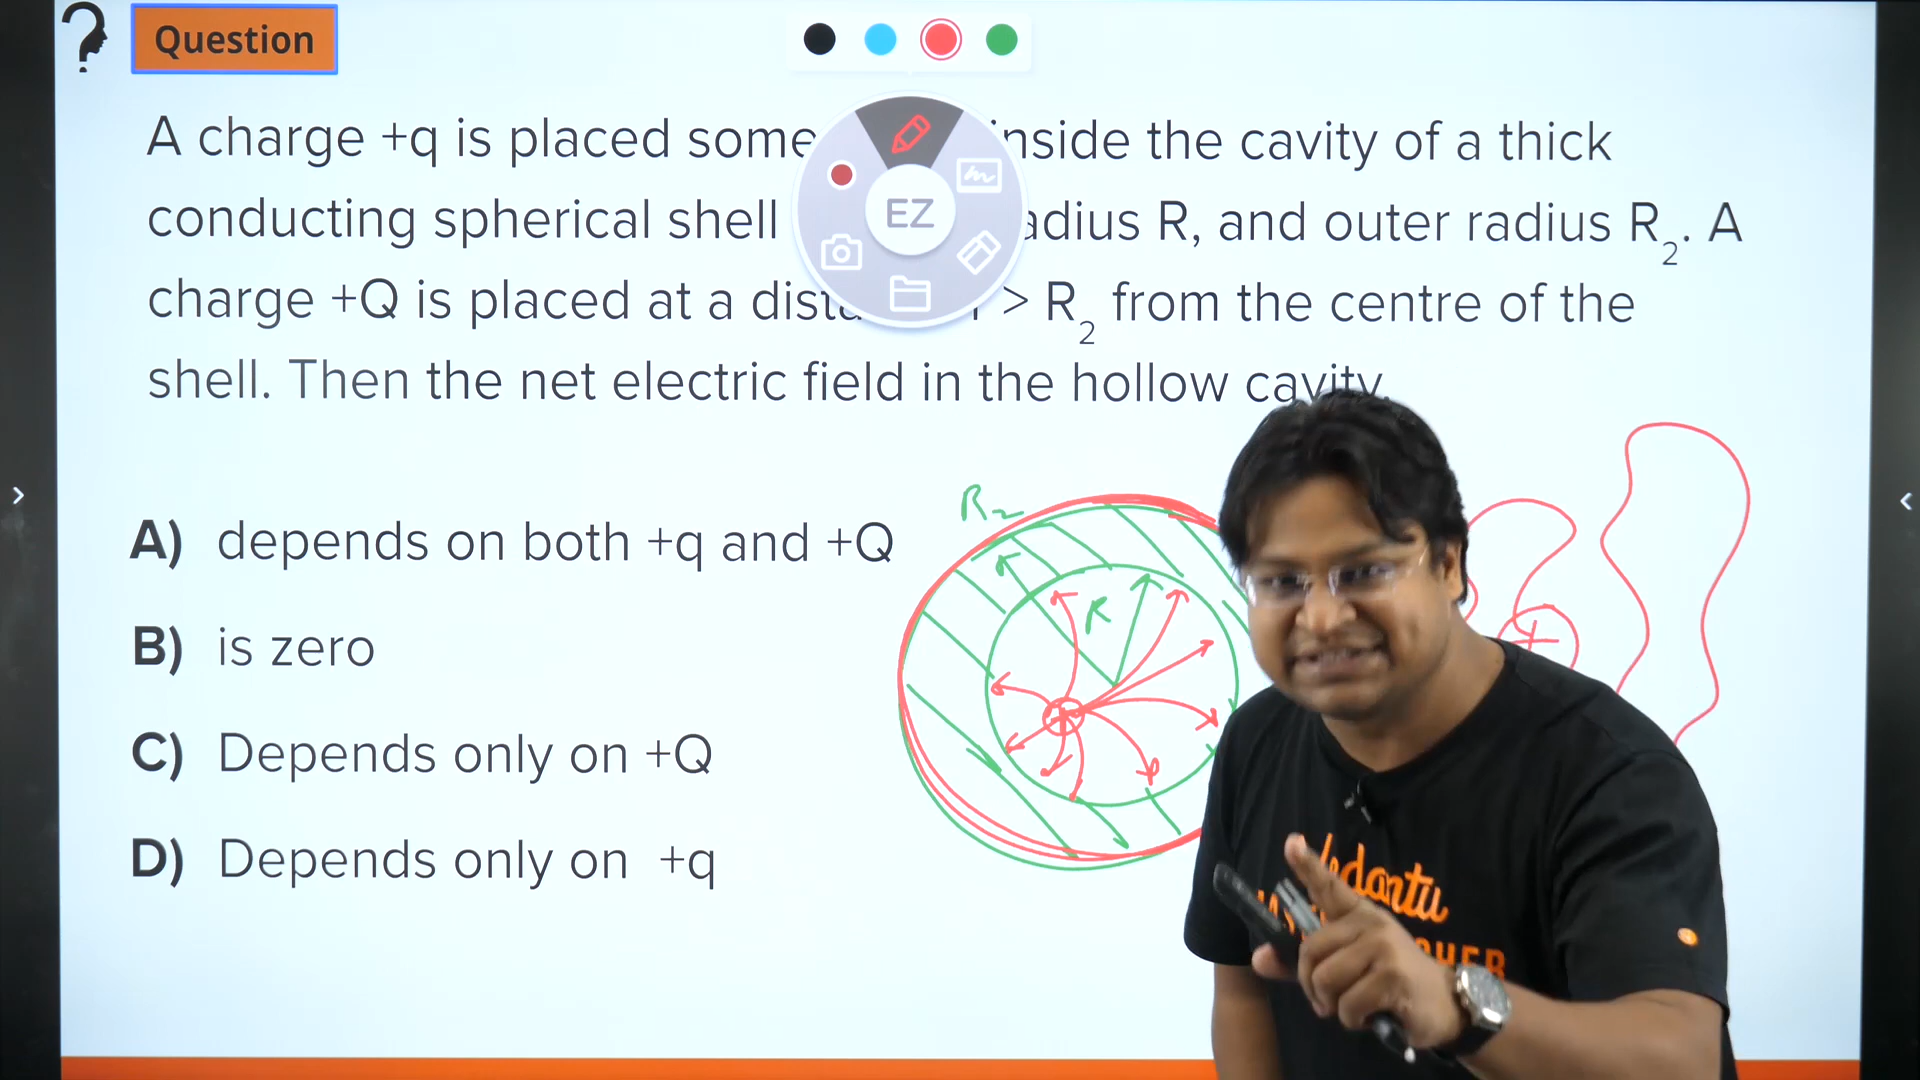 Question
A charge +q is placed some inside the cavity of a thick
conducting spherical shell adius R, and outer radius R₂. A
charge +Q is placed at a dista r > R₂ from the centre of the
shell. Then the net electric field in the hollow cavity.
A) depends on both +q and +Q
B) is zero
C) Depends only on +Q
D) Depends only on +q
EZ
R₂
R
+
Vedantu